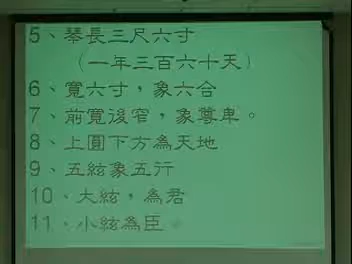 5、琴長三尺六寸
（一年三百六十天）
6、寬六寸，象六合
7、前寬後窄，象尊卑。
8、上圓下方為天地
9、五絃象五行
10、大絃，為君
11、小絃為臣。